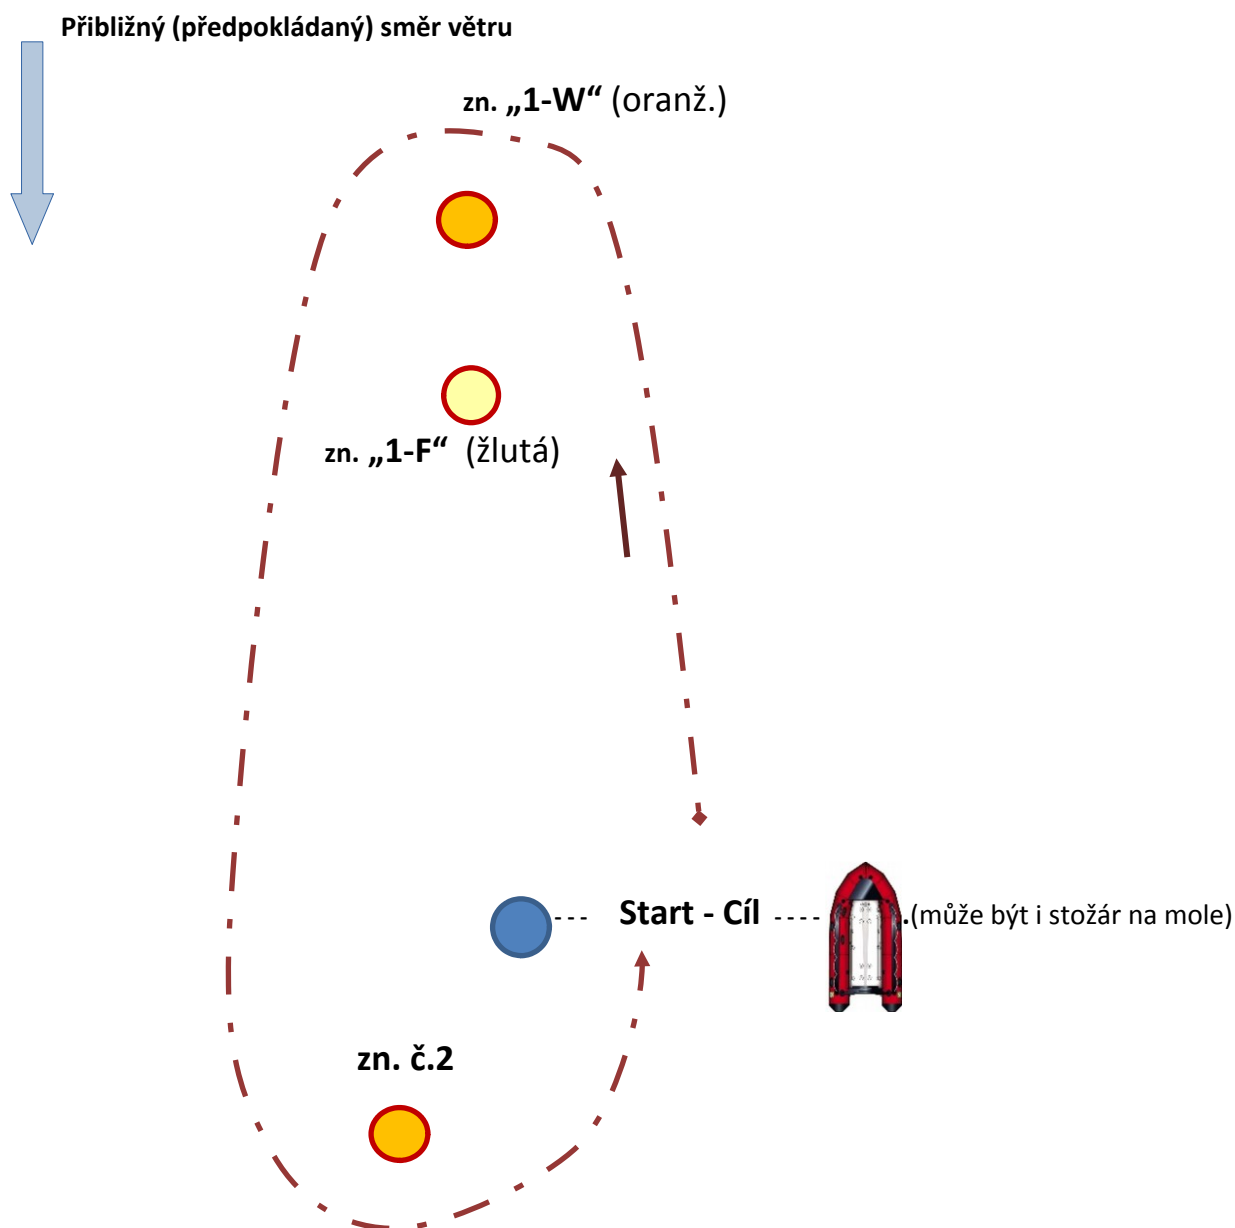 Přibližný (předpokládaný) směr větru
zn. „1-W“ (oranž.)
zn. „1-F“ (žlutá)
Start - Cíl
.(může být i stožár na mole)
zn. č.2